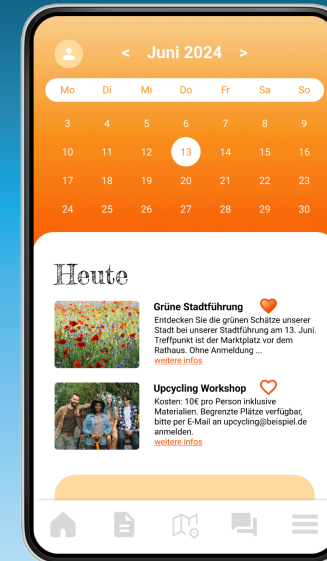 < Juni 2024 >
Mo Di Mi Do Fr Sa So
3 4 5 6 7 8 9
10 11 12 13 14 15 16
17 18 19 20 21 22 23
24 25 26 27 28 29 30
Heute
Grüne Stadtführung
Entdecken Sie die grünen Schätze unserer
Stadt bei unserer Stadtführung am 13. Juni.
Treffpunkt ist der Marktplatz vor dem
Rathaus. Ohne Anmeldung ...
weitere infos
Upcycling Workshop
Kosten: 10€ pro Person inklusive
Materialien. Begrenzte Plätze verfügbar,
bitte per E-Mail an upcycling@beispiel.de
anmelden.
weitere infos